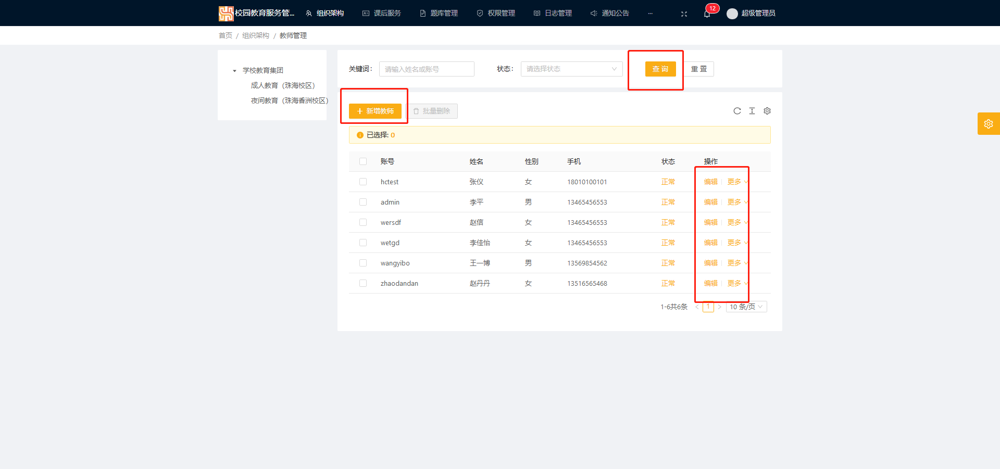 校园教育服务管... 组织架构 课后服务 题库管理 权限管理 日志管理 通知公告 ... 12 超级管理员
首页 / 组织架构 / 教师管理
学校教育集团
成人教育（珠海校区）
夜间教育（珠海香洲校区）
关键词： 请输入姓名或账号 状态： 请选择状态 查 询 重 置
新增教师 批量删除
已选择: 0
账号 姓名 性别 手机 状态 操作
hctest 张仪 女 18010100101 正常 编辑 更多
admin 李平 男 13465456553 正常 编辑 更多
wersdf 赵信 女 13465456553 正常 编辑 更多
wetgd 李佳怡 女 13465456553 正常 编辑 更多
wangyibo 王一博 男 13569854562 正常 编辑 更多
zhaodandan 赵丹丹 女 13516565468 正常 编辑 更多
1-6共6条 < 1 > 10 条/页